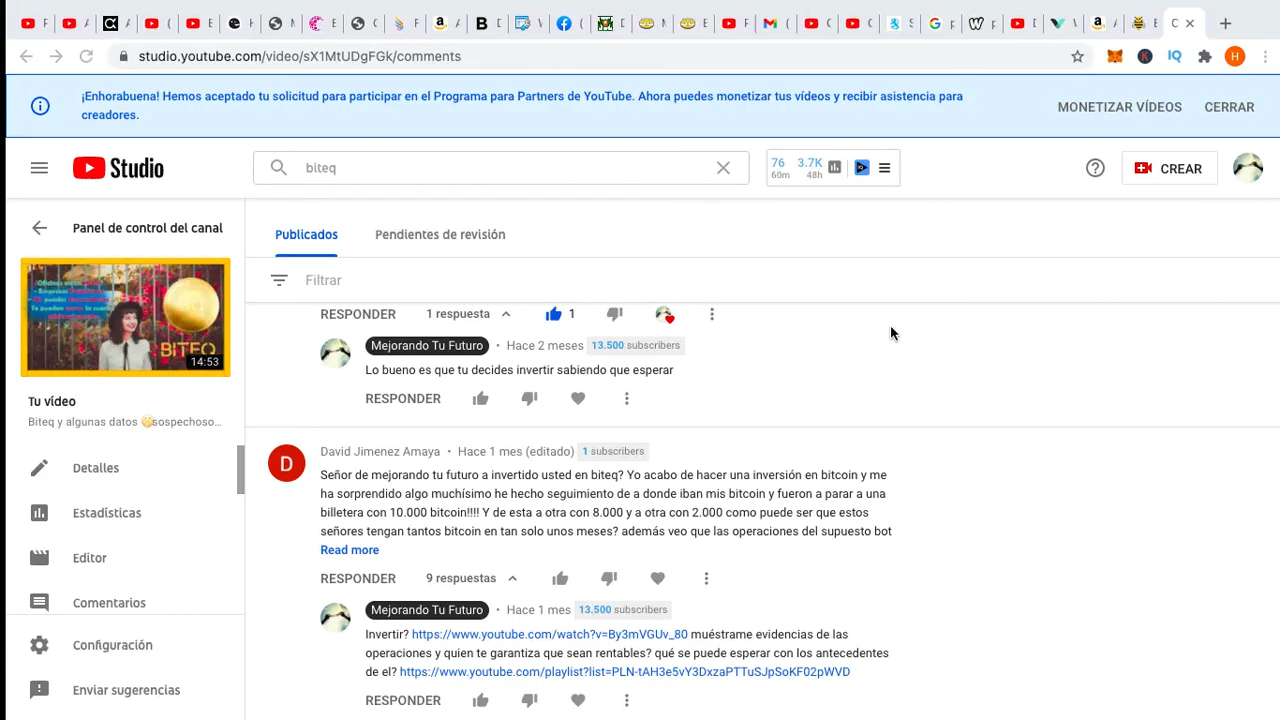 studio.youtube.com/video/sX1MtUDgFGk/comments
¡Enhorabuena! Hemos aceptado tu solicitud para participar en el Programa para Partners de YouTube. Ahora puedes monetizar tus vídeos y recibir asistencia para
creadores.
MONETIZAR VÍDEOS
CERRAR
Studio
biteq
76
60m
3.7K
48h
CREAR
Panel de control del canal
BITEQ
14:53
Tu vídeo
Biteq y algunas datos 🤔sospechoso...
Detalles
Estadísticas
Editor
Comentarios
Configuración
Enviar sugerencias
Publicados
Pendientes de revisión
Filtrar
RESPONDER 1 respuesta 1
Mejorando Tu Futuro • Hace 2 meses 13.500 subscribers
Lo bueno es que tu decides invertir sabiendo que esperar
RESPONDER
D
David Jimenez Amaya • Hace 1 mes (editado) 1 subscribers
Señor de mejorando tu futuro a invertido usted en biteq? Yo acabo de hacer una inversión en bitcoin y me
ha sorprendido algo muchísimo he hecho seguimiento de a donde iban mis bitcoin y fueron a parar a una
billetera con 10.000 bitcoin!!!! Y de esta a otra con 8.000 y a otra con 2.000 como puede ser que estos
señores tengan tantos bitcoin en tan solo unos meses? además veo que las operaciones del supuesto bot
Read more
RESPONDER 9 respuestas
Mejorando Tu Futuro • Hace 1 mes 13.500 subscribers
Invertir? https://www.youtube.com/watch?v=By3mVGUv_80 muéstrame evidencias de las
operaciones y quien te garantiza que sean rentables? qué se puede esperar con los antecedentes
de el? https://www.youtube.com/playlist?list=PLN-tAH3e5vY3DxzaPTTuSJpSoKF02pWVD
RESPONDER